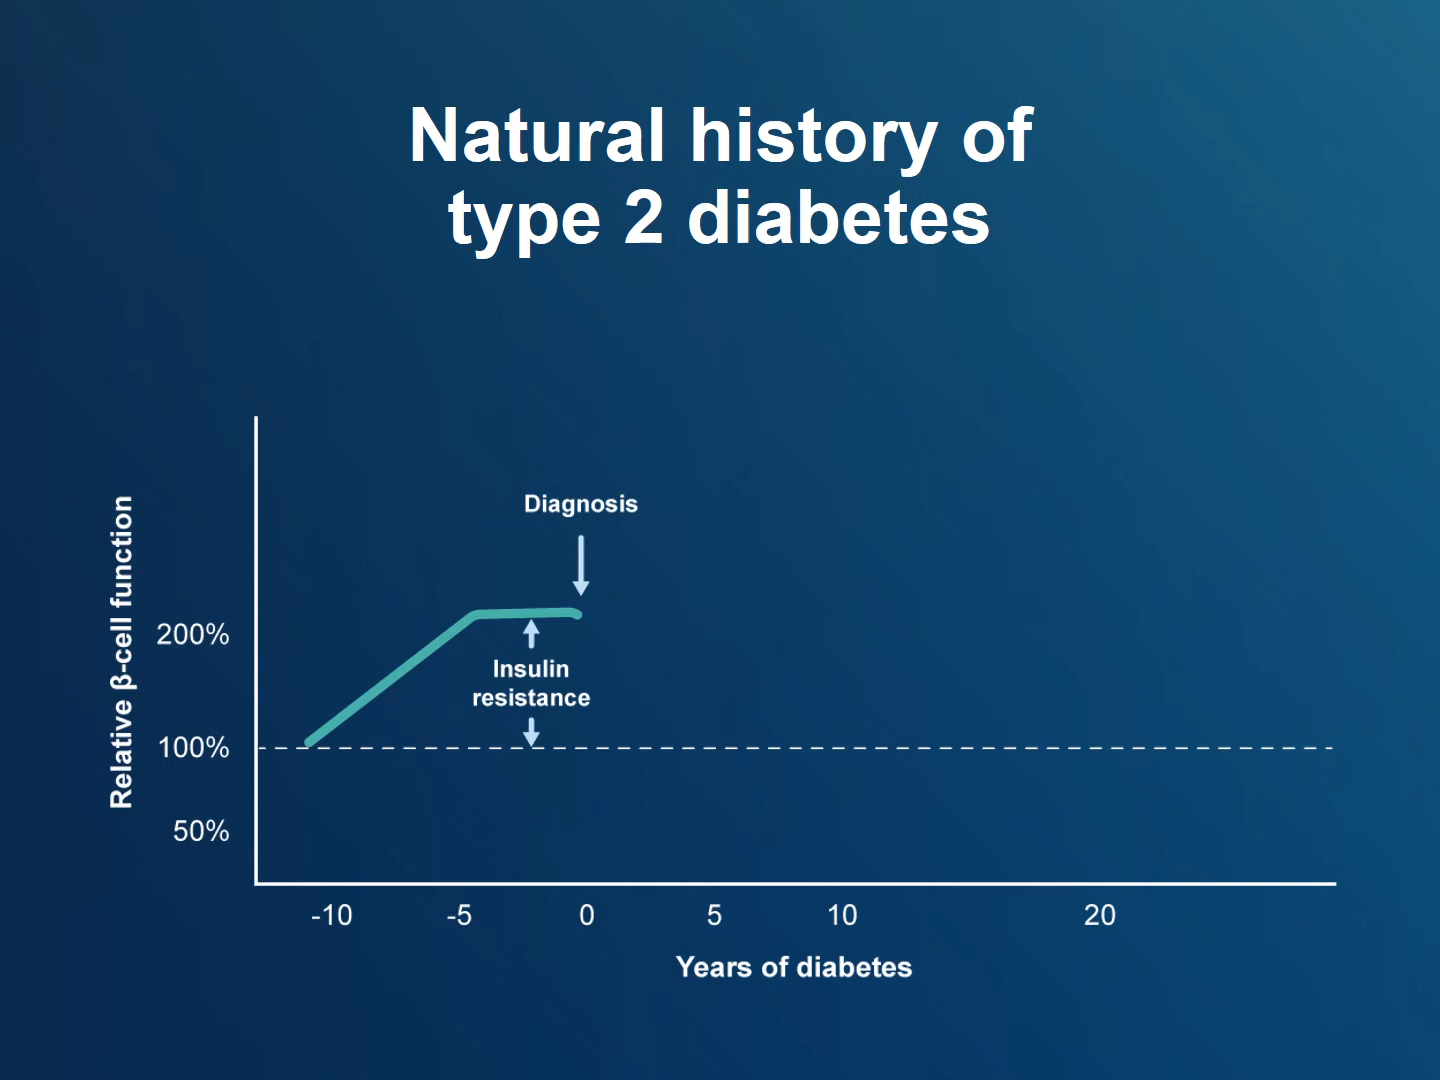 Natural history of
type 2 diabetes
Diagnosis
Relative β-cell function
200%
Insulin
resistance
100%
50%
-10
-5
0
5
10
20
Years of diabetes